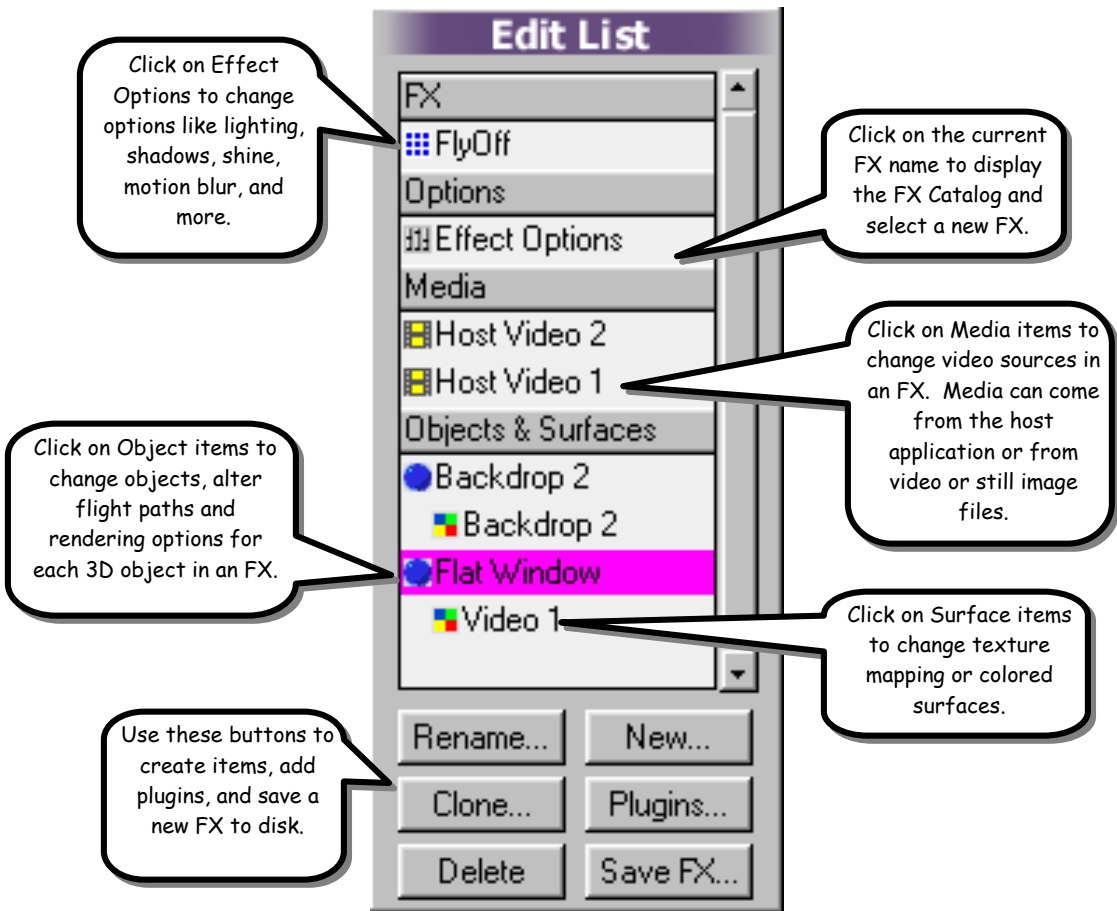 Edit List
Click on Effect
Options to change
options like lighting,
shadows, shine,
motion blur, and
more.
FX
FlyOff
Options
Effect Options
Media
Host Video 2
Host Video 1
Objects & Surfaces
Backdrop 2
Backdrop 2
Flat Window
Video 1
Click on the current
FX name to display
the FX Catalog and
select a new FX.
Click on Media items to
change video sources in
an FX. Media can come
from the host
application or from
video or still image
files.
Click on Object items to
change objects, alter
flight paths and
rendering options for
each 3D object in an FX.
Click on Surface items
to change texture
mapping or colored
surfaces.
Use these buttons to
create items, add
plugins, and save a
new FX to disk.
Rename... New...
Clone... Plugins...
Delete Save FX...